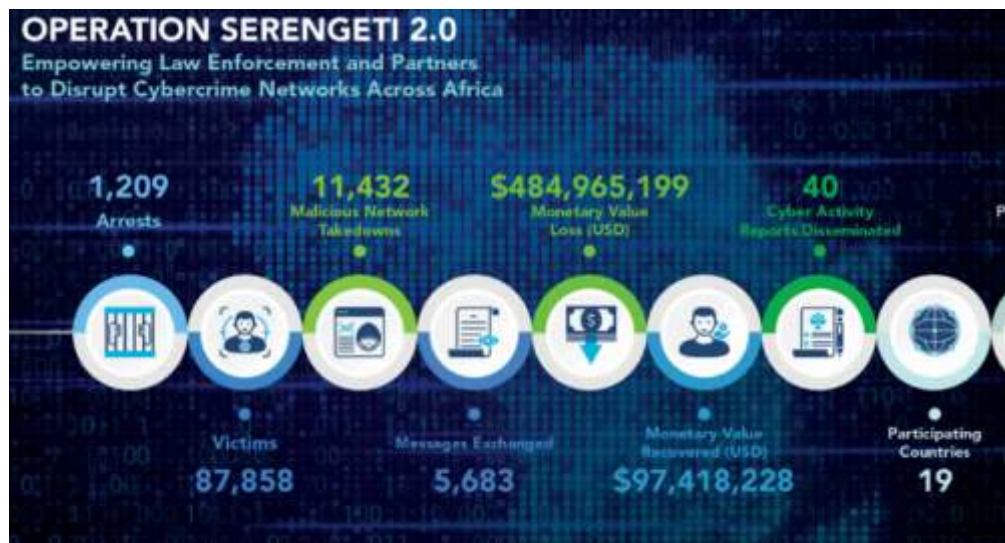 OPERATION SERENGETI 2.0
Empowering Law Enforcement and Partners
to Disrupt Cybercrime Networks Across Africa
1,209
Arrests
11,432
Malicious Network
Takedowns
$484,965,199
Monetary Value
Loss (USD)
40
Cyber Activity
Reports Disseminated
Victims
87,858
Messages Exchanged
5,683
Monetary Value
Recovered (USD)
$97,418,228
Participating
Countries
19